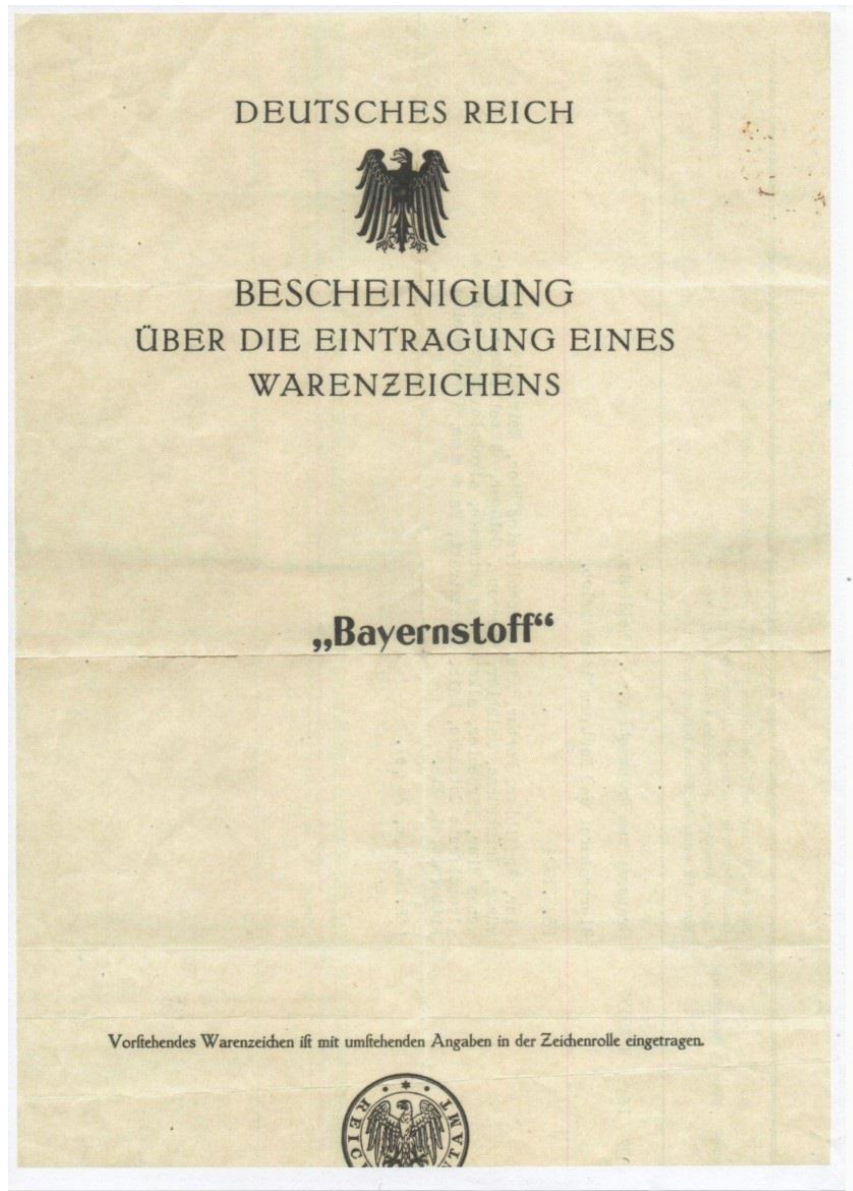 DEUTSCHES REICH
BESCHEINIGUNG
ÜBER DIE EINTRAGUNG EINES
WARENZEICHENS
„Bayernstoff“
Vorſtehendes Warenzeichen iſt mit umſtehenden Angaben in der Zeichenrolle eingetragen.